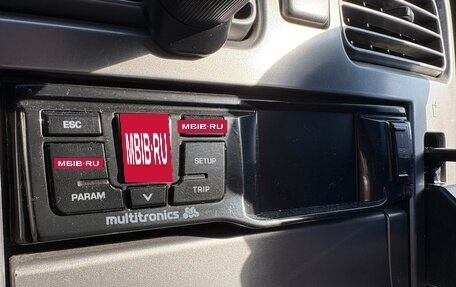 ESC
MBIB·RU
MBIB·RU
MBIB·RU
SETUP
PARAM
TRIP
multitronics